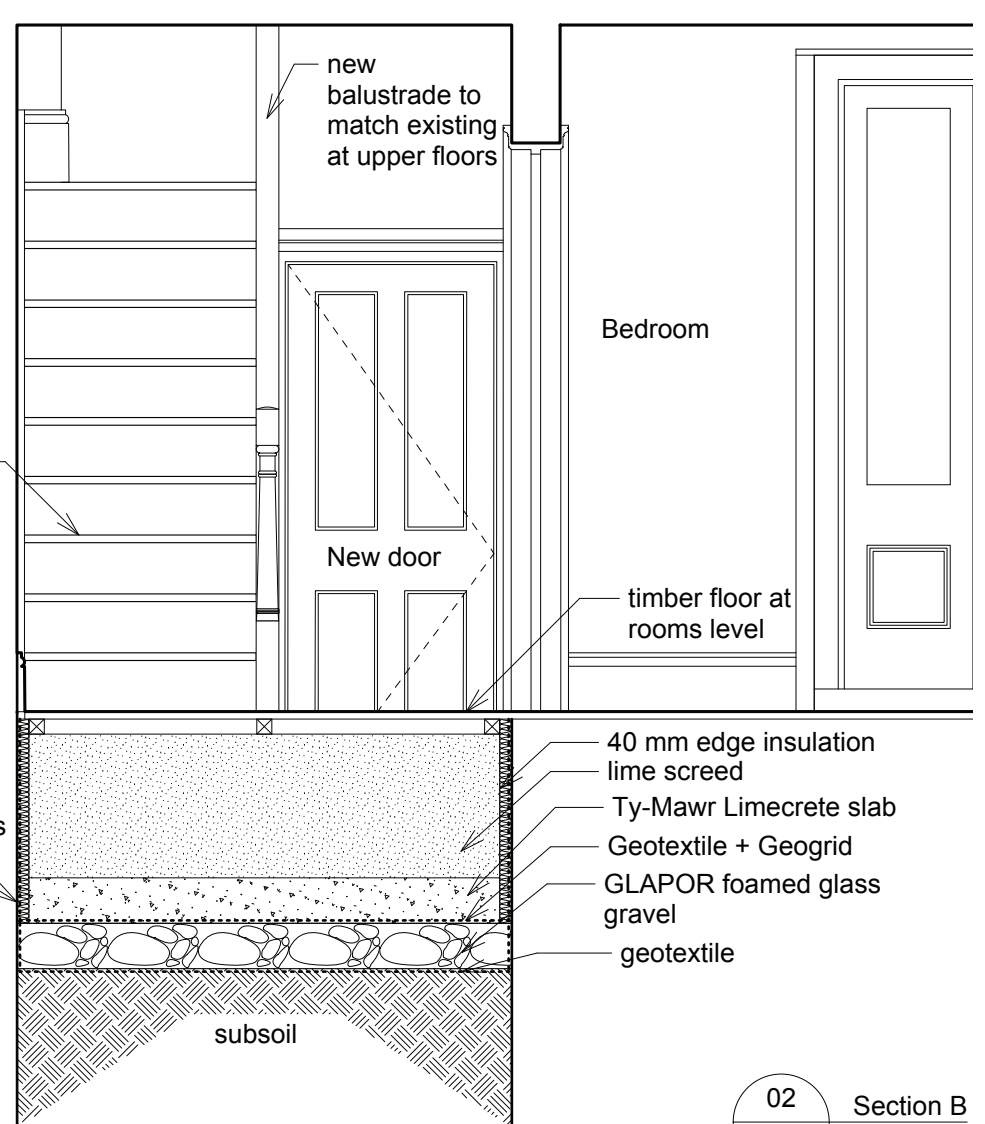 new
balustrade to
match existing
at upper floors
Bedroom
New door
timber floor at
rooms level
40 mm edge insulation
lime screed
Ty-Mawr Limecrete slab
s
Geotextile + Geogrid
GLAPOR foamed glass
gravel
geotextile
subsoil
02
Section B